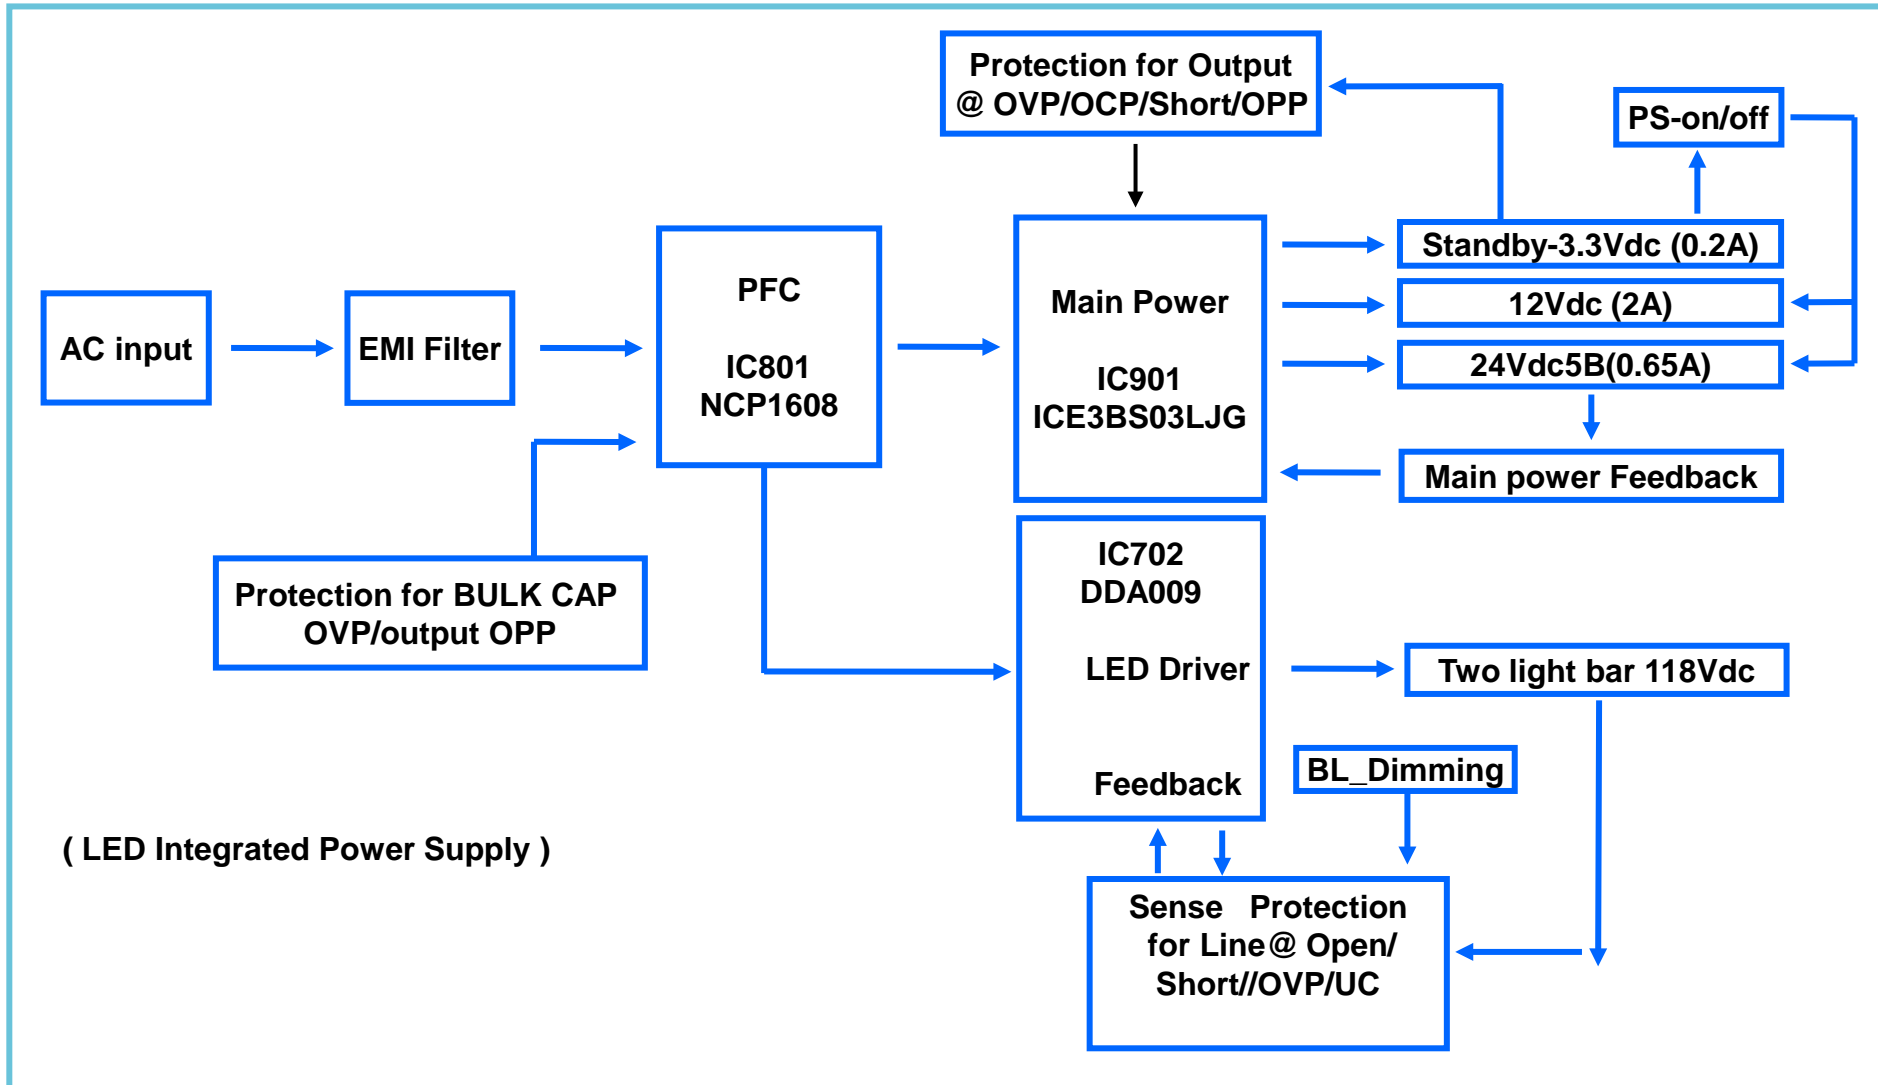 Protection for Output
@ OVP/OCP/Short/OPP
PS-on/off
Standby-3.3Vdc (0.2A)
12Vdc (2A)
24Vdc5B(0.65A)
Main power Feedback
AC input
EMI Filter
PFC
IC801
NCP1608
Main Power
IC901
ICE3BS03LJG
Protection for BULK CAP
OVP/output OPP
IC702
DDA009
LED Driver
Feedback
Two light bar 118Vdc
BL_Dimming
( LED Integrated Power Supply )
Sense Protection
for Line@ Open/
Short//OVP/UC